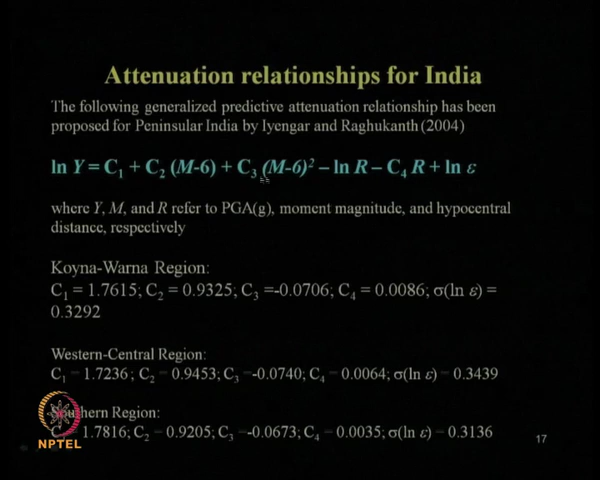 Attenuation relationships for India
The following generalized predictive attenuation relationship has been
proposed for Peninsular India by Iyengar and Raghukanth (2004)
ln Y = C₁ + C₂ (M-6) + C₃ (M-6)² – ln R – C₄ R + ln ε
where Y, M, and R refer to PGA(g), moment magnitude, and hypocentral
distance, respectively
Koyna-Warna Region:
C₁ = 1.7615; C₂ = 0.9325; C₃ =-0.0706; C₄ = 0.0086; σ(ln ε) =
0.3292
Western-Central Region:
C₁ = 1.7236; C₂ = 0.9453; C₃ =-0.0740; C₄ = 0.0064; σ(ln ε) = 0.3439
Southern Region:
C₁ = 1.7816; C₂ = 0.9205; C₃ =-0.0673; C₄ = 0.0035; σ(ln ε) = 0.3136
NPTEL
17